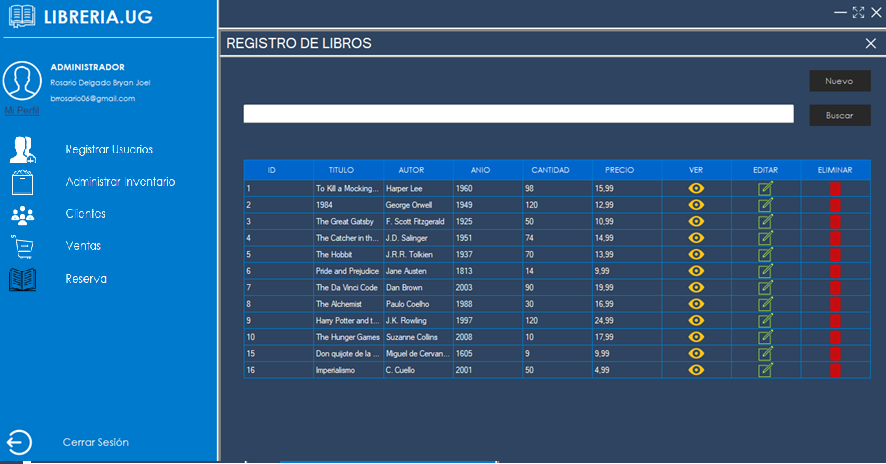 LIBRERIA.UG
ADMINISTRADOR
Rosario Delgado Bryan Joel
brrosario06@gmail.com
Mi Perfil
Registrar Usuarios
Administrar Inventario
Clientes
Ventas
Reserva
Cerrar Sesión
REGISTRO DE LIBROS
Nuevo
Buscar
ID TITULO AUTOR ANIO CANTIDAD PRECIO VER EDITAR ELIMINAR
1 To Kill a Mocking... Harper Lee 1960 98 15,99
2 1984 George Orwell 1949 120 12,99
3 The Great Gatsby F. Scott Fitzgerald 1925 50 10,99
4 The Catcher in th... J.D. Salinger 1951 74 14,99
5 The Hobbit J.R.R. Tolkien 1937 70 13,99
6 Pride and Prejudice Jane Austen 1813 14 9,99
7 The Da Vinci Code Dan Brown 2003 90 19,99
8 The Alchemist Paulo Coelho 1988 30 16,99
9 Harry Potter and t... J.K. Rowling 1997 120 24,99
10 The Hunger Games Suzanne Collins 2008 10 17,99
15 Don quijote de la ... Miguel de Cervan... 1605 9 9,99
16 Imperialismo C. Cuello 2001 50 4,99